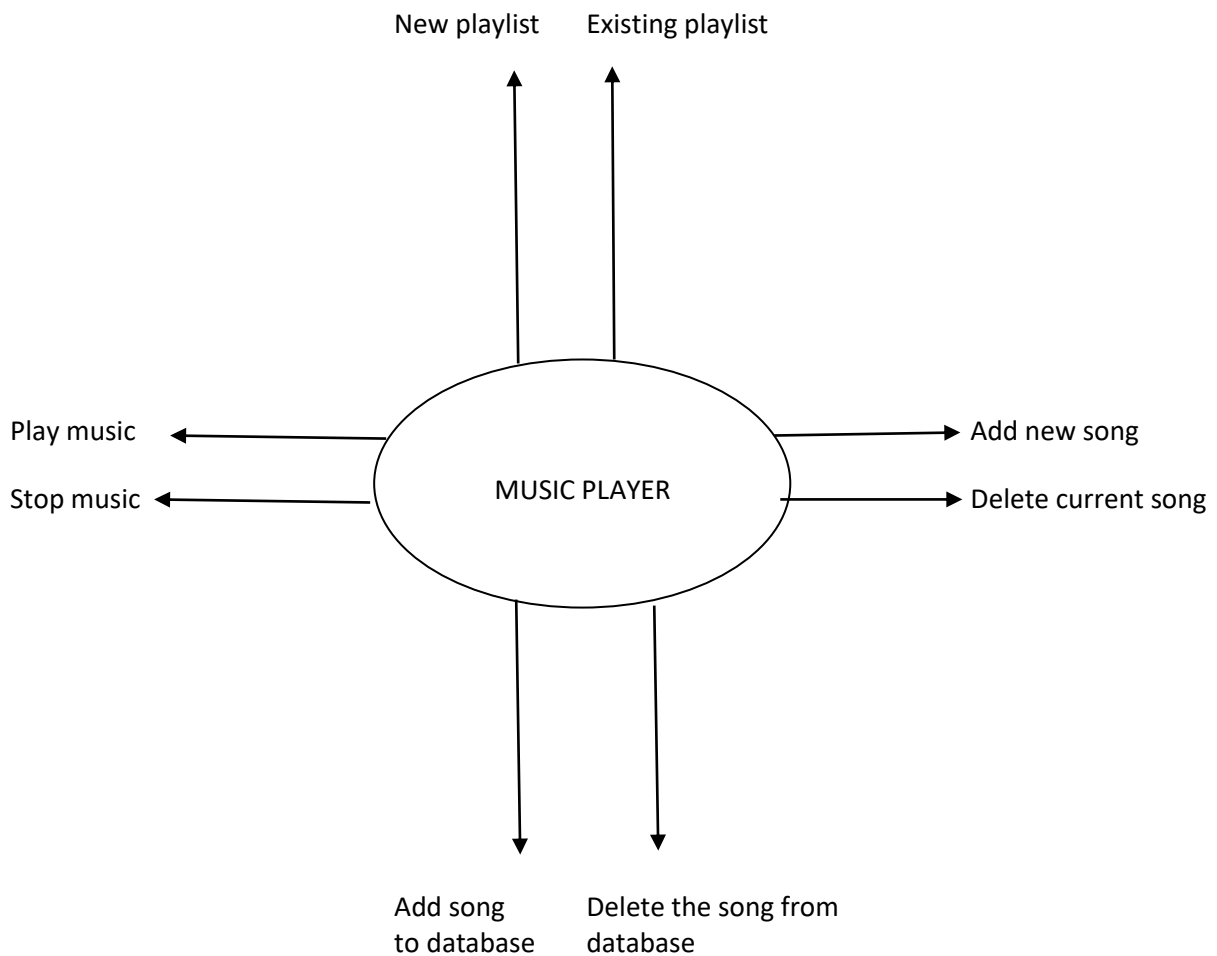 New playlist
Existing playlist
Play music
Add new song
Stop music
MUSIC PLAYER
Delete current song
Add song
to database
Delete the song from
database